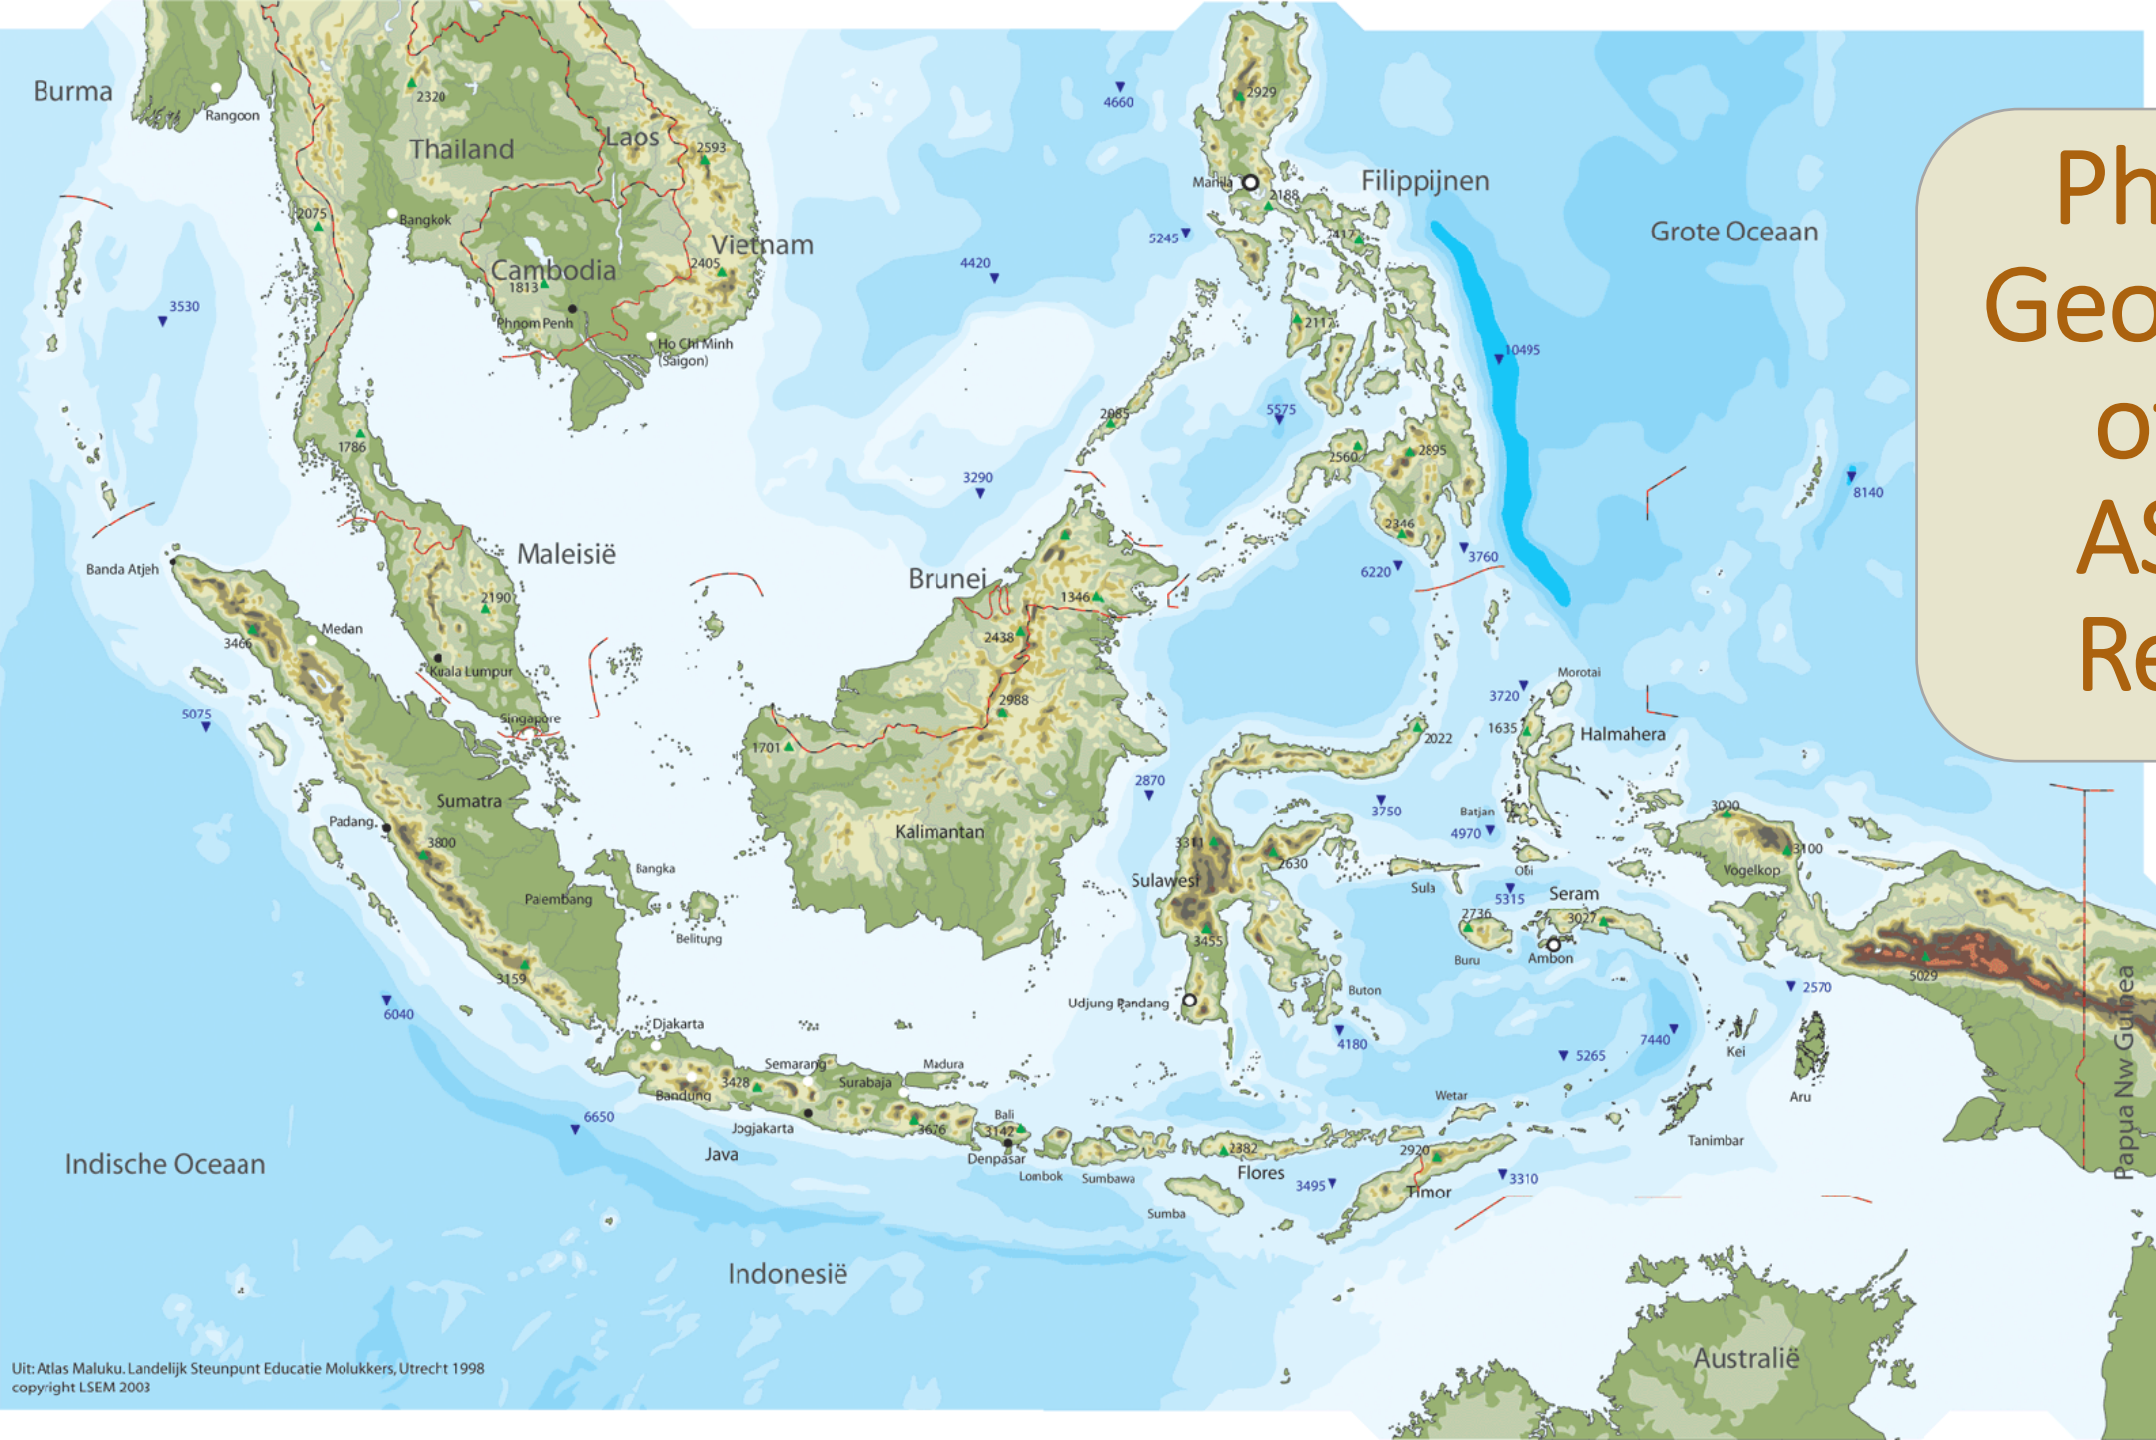 Burma
Rangoon
2320
Thailand
Laos
2593
2075
Bangkok
Vietnam
2405
Cambodia
1813
Phnom Penh
Ho Chi Minh
(Saigon)
3530
1786
4660
2929
Manila
2188
Filippijnen
Grote Oceaan
5245
2417
4420
2117
10495
2085
5575
2560
2895
3290
2346
3760
6220
8140
Ph
Geo
o
AS
Re
Banda Atjeh
Maleisië
Brunei
2190
1346
3466
Medan
2438
Kuala Lumpur
5075
Singapore
2988
1701
Morotai
3720
1635
Halmahera
2022
2870
3750
Batjan
4970
Sumatra
Padang
3800
Kalimantan
3311
2630
3000
3100
Vogelkop
Bangka
Palembang
Belitung
Sulawesi
Sula
Obi
5315
Seram
2736
3027
3455
Buru
Ambon
5029
3159
Buton
2570
Udjung Pandang
6040
Djakarta
4180
5265
7440
Kei
Papua Nw Guinea
Semarang
Madura
3428
Surabaja
Bandung
Aru
Wetar
6650
Jogjakarta
3676
Bali
3142
Denpasar
Tanimbar
Java
2382
2920
Lombok
Sumbawa
Flores
3495
Timor
3310
Sumba
Indische Oceaan
Indonesië
Australië
Uit: Atlas Maluku. Landelijk Steunpunt Educatie Molukkers, Utrecht 1998
copyright LSEM 2003